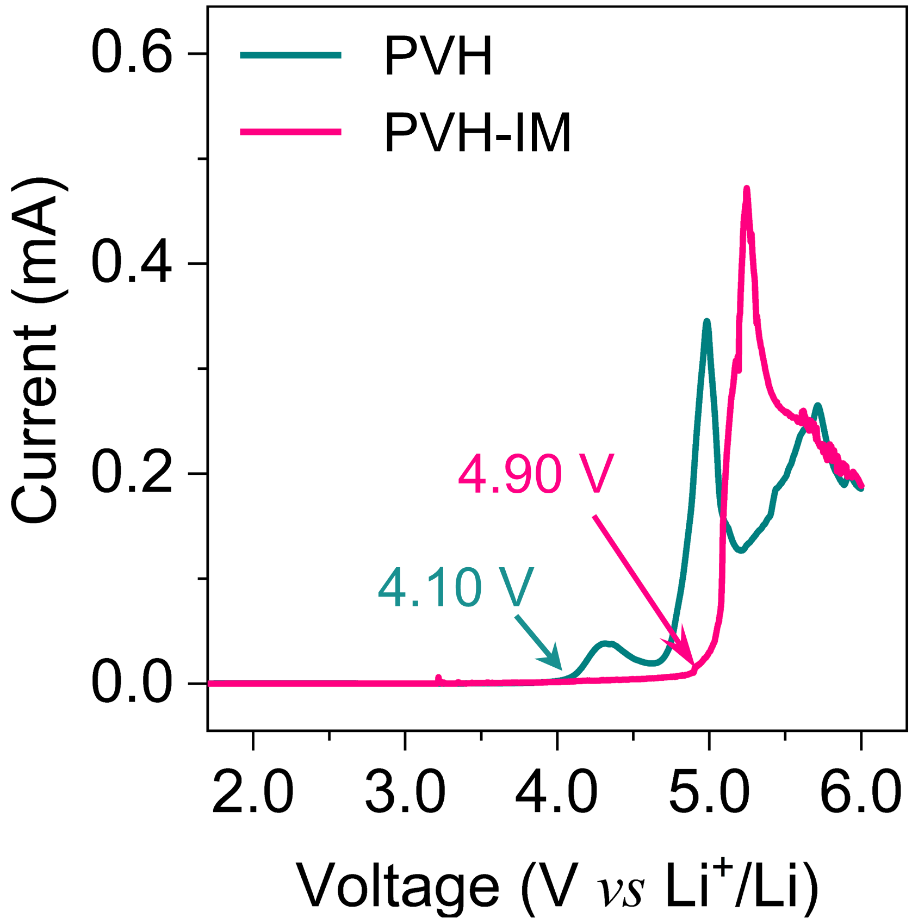 PVH
PVH-IM
Current (mA)
0.6
0.4
0.2
0.0
4.90 V
4.10 V
2.0 3.0 4.0 5.0 6.0
Voltage (V vs Li⁺/Li)